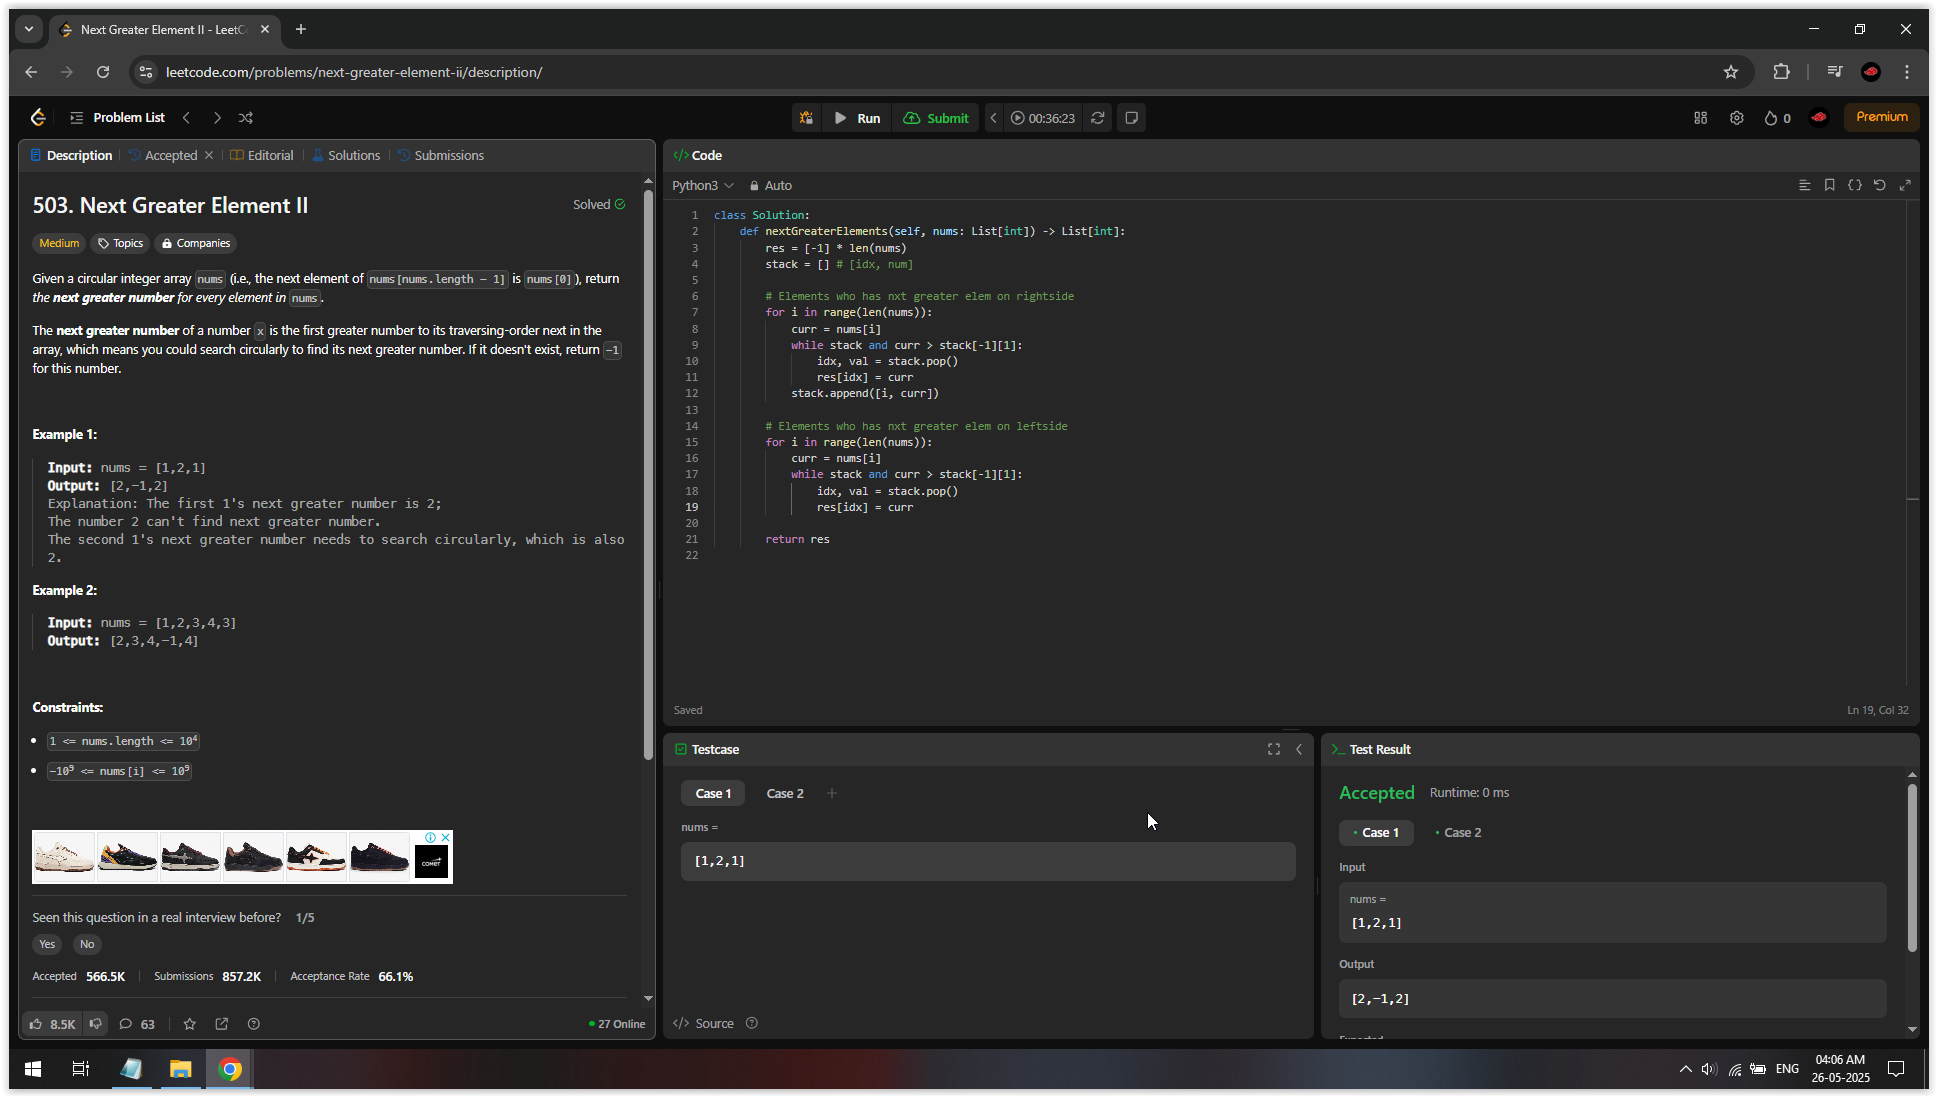 Next Greater Element II - LeetC
leetcode.com/problems/next-greater-element-ii/description/
Problem List
Run
Submit
00:36:23
0
Premium
Description
Accepted
Editorial
Solutions
Submissions
503. Next Greater Element II
Solved
Medium
Topics
Companies
Given a circular integer array nums (i.e., the next element of nums[nums.length - 1] is nums[0]), return
the next greater number for every element in nums.
The next greater number of a number x is the first greater number to its traversing-order next in the
array, which means you could search circularly to find its next greater number. If it doesn't exist, return -1
for this number.
Example 1:
Input: nums = [1,2,1]
Output: [2,-1,2]
Explanation: The first 1's next greater number is 2;
The number 2 can't find next greater number.
The second 1's next greater number needs to search circularly, which is also
2.
Example 2:
Input: nums = [1,2,3,4,3]
Output: [2,3,4,-1,4]
Constraints:
1 <= nums.length <= 10⁴
-10⁹ <= nums[i] <= 10⁹
COMET
Seen this question in a real interview before? 1/5
Yes
No
Accepted 566.5K
Submissions 857.2K
Acceptance Rate 66.1%
8.5K
63
27 Online
</> Code
Python3
Auto
1 class Solution:
2     def nextGreaterElements(self, nums: List[int]) -> List[int]:
3         res = [-1] * len(nums)
4         stack = [] # [idx, num]
5
6         # Elements who has nxt greater elem on rightside
7         for i in range(len(nums)):
8             curr = nums[i]
9             while stack and curr > stack[-1][1]:
10                 idx, val = stack.pop()
11                 res[idx] = curr
12             stack.append([i, curr])
13
14         # Elements who has nxt greater elem on leftside
15         for i in range(len(nums)):
16             curr = nums[i]
17             while stack and curr > stack[-1][1]:
18                 idx, val = stack.pop()
19                 res[idx] = curr
20
21         return res
22
Saved
Ln 19, Col 32
Testcase
Case 1
Case 2
+
nums =
[1,2,1]
</> Source
>_ Test Result
Accepted
Runtime: 0 ms
Case 1
Case 2
Input
nums =
[1,2,1]
Output
[2,-1,2]
Expected
ENG
04:06 AM
26-05-2025